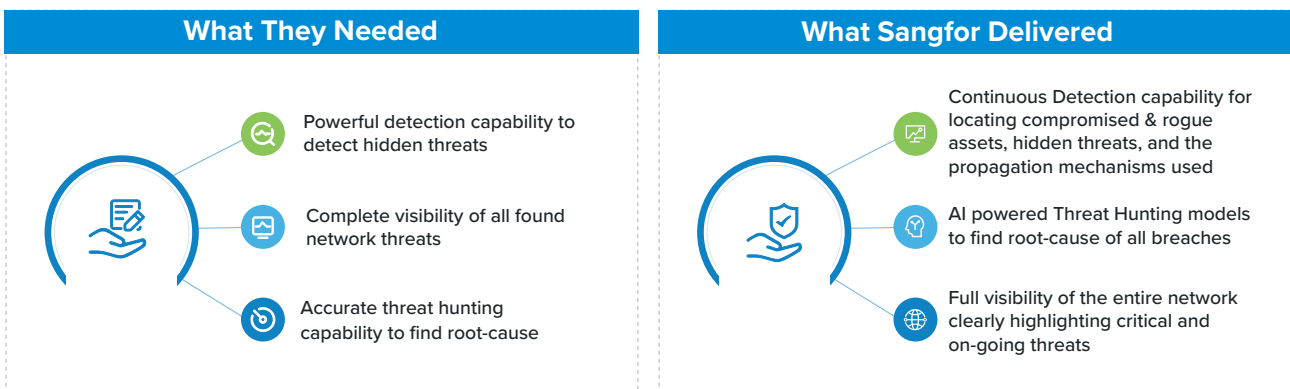 What They Needed
Powerful detection capability to
detect hidden threats
Complete visibility of all found
network threats
Accurate threat hunting
capability to find root-cause
What Sangfor Delivered
Continuous Detection capability for
locating compromised & rogue
assets, hidden threats, and the
propagation mechanisms used
AI powered Threat Hunting models
to find root-cause of all breaches
Full visibility of the entire network
clearly highlighting critical and
on-going threats